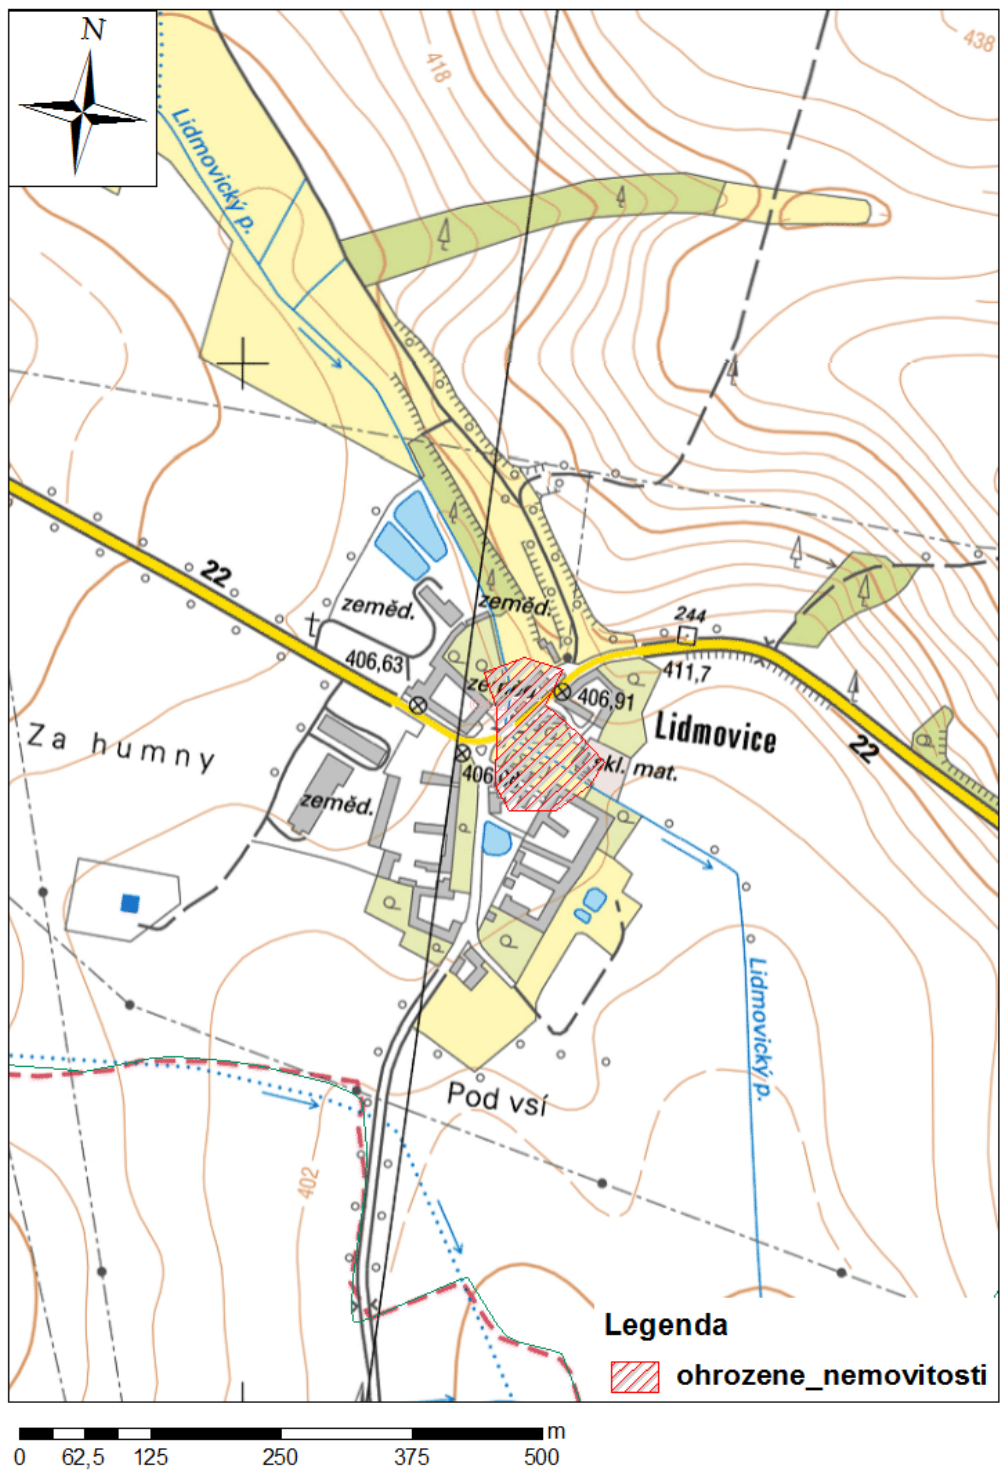 N
438
418
Lidmovický p.
22
zeměd.
zeměd.
244
406,63
411,7
406,91
Lidmovice
Za humny
22
skl. mat.
zeměd.
Lidmovický p.
Pod vsí
402
Legenda
ohrozene_nemovitosti
m
0 62,5 125 250 375 500